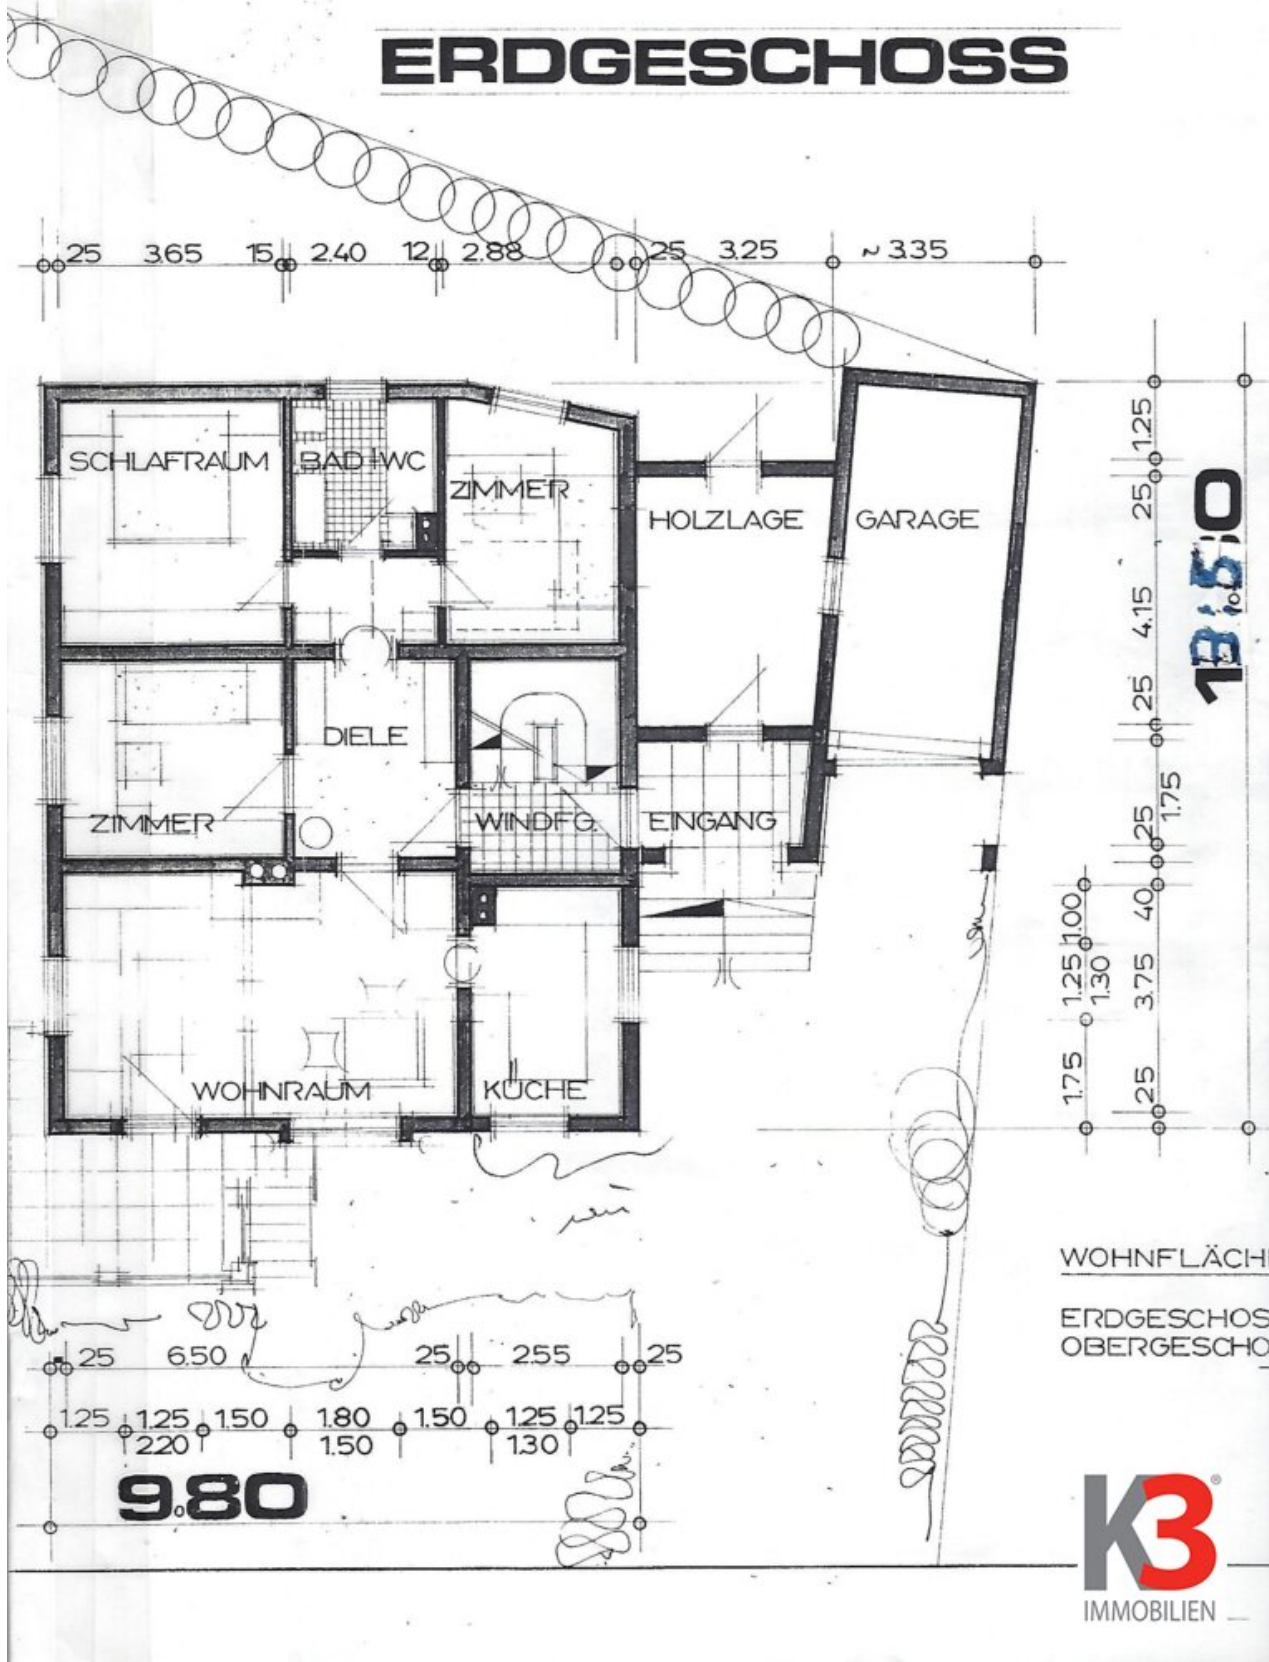 ERDGESCHOSS
25 3.65 15 2.40 12 2.88 25 3.25 ~ 3.35
SCHLAFRAUM
BAD+WC
ZIMMER
HOLZLAGE
GARAGE
1.25
25
4.15
25
1.75
25
40
3.75
25
1.00
1.25
1.30
1.75
DIELE
ZIMMER
WINDFG.
EINGANG
WOHNRAUM
KÜCHE
WOHNFLÄCH
ERDGESCHOS
OBERGESCHO
25 6.50 25 2.55 25
1.25 1.25 1.50 1.80 1.50 1.25 1.25
2.20 1.50 1.30
9.80
K3®
IMMOBILIEN